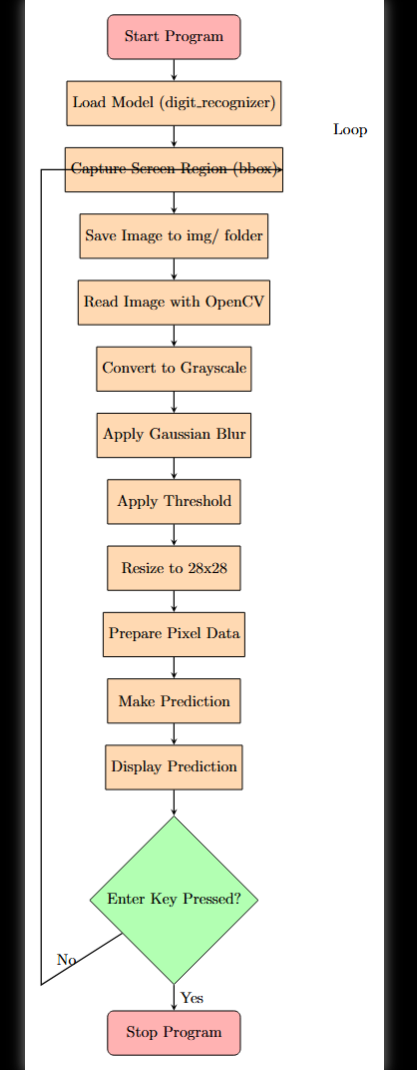 Start Program
Load Model (digit_recognizer)
Loop
Capture Screen Region (bbox)
Save Image to img/ folder
Read Image with OpenCV
Convert to Grayscale
Apply Gaussian Blur
Apply Threshold
Resize to 28x28
Prepare Pixel Data
Make Prediction
Display Prediction
Enter Key Pressed?
No
Yes
Stop Program